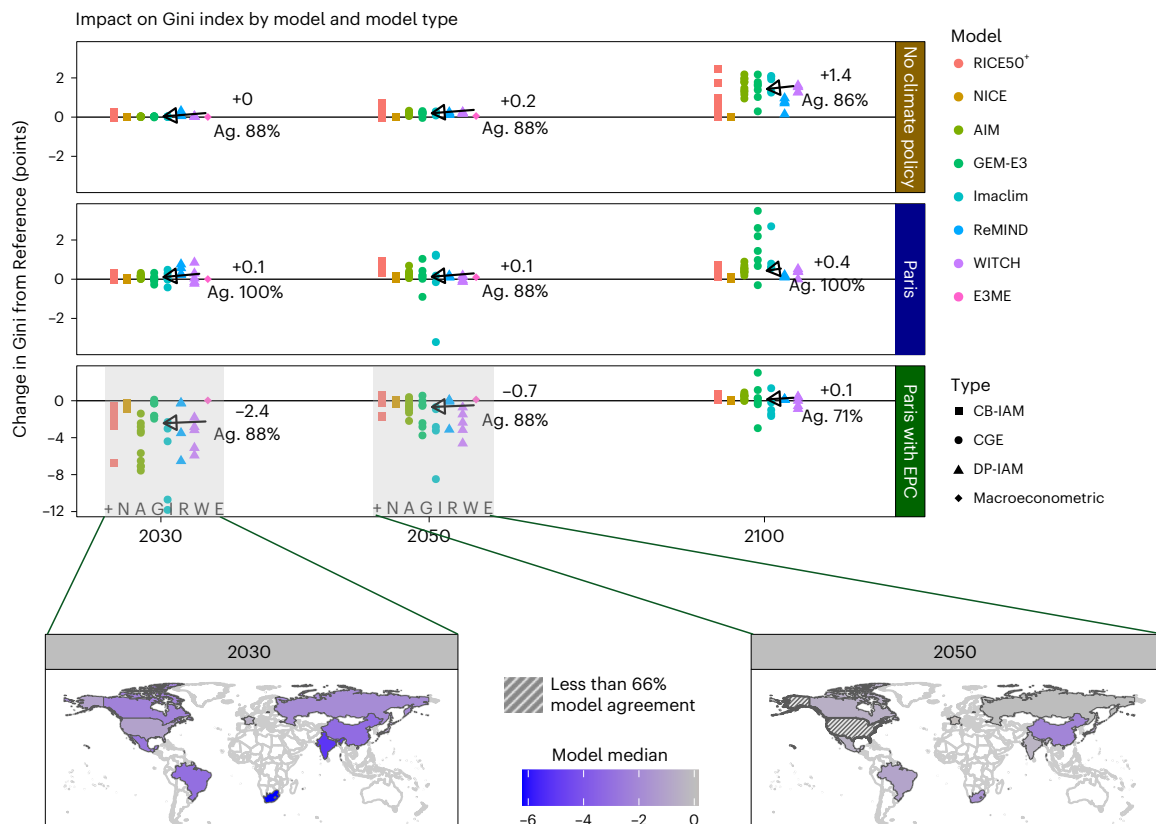 Impact on Gini index by model and model type
Change in Gini from Reference (points)
2
0
−2
+0
Ag. 88%
+0.2
Ag. 88%
+1.4
Ag. 86%
No climate policy
2
0
−2
+0.1
Ag. 100%
+0.1
Ag. 88%
+0.4
Ag. 100%
Paris
0
−4
−8
−12
−2.4
Ag. 88%
−0.7
Ag. 88%
+0.1
Ag. 71%
Paris with EPC
+ N A G I R W E
+ N A G I R W E
2030
2050
2100
Model
RICE50+
NICE
AIM
GEM-E3
Imaclim
ReMIND
WITCH
E3ME
Type
CB-IAM
CGE
DP-IAM
Macroeconometric
2030
Less than 66%
model agreement
Model median
−6 −4 −2 0
2050